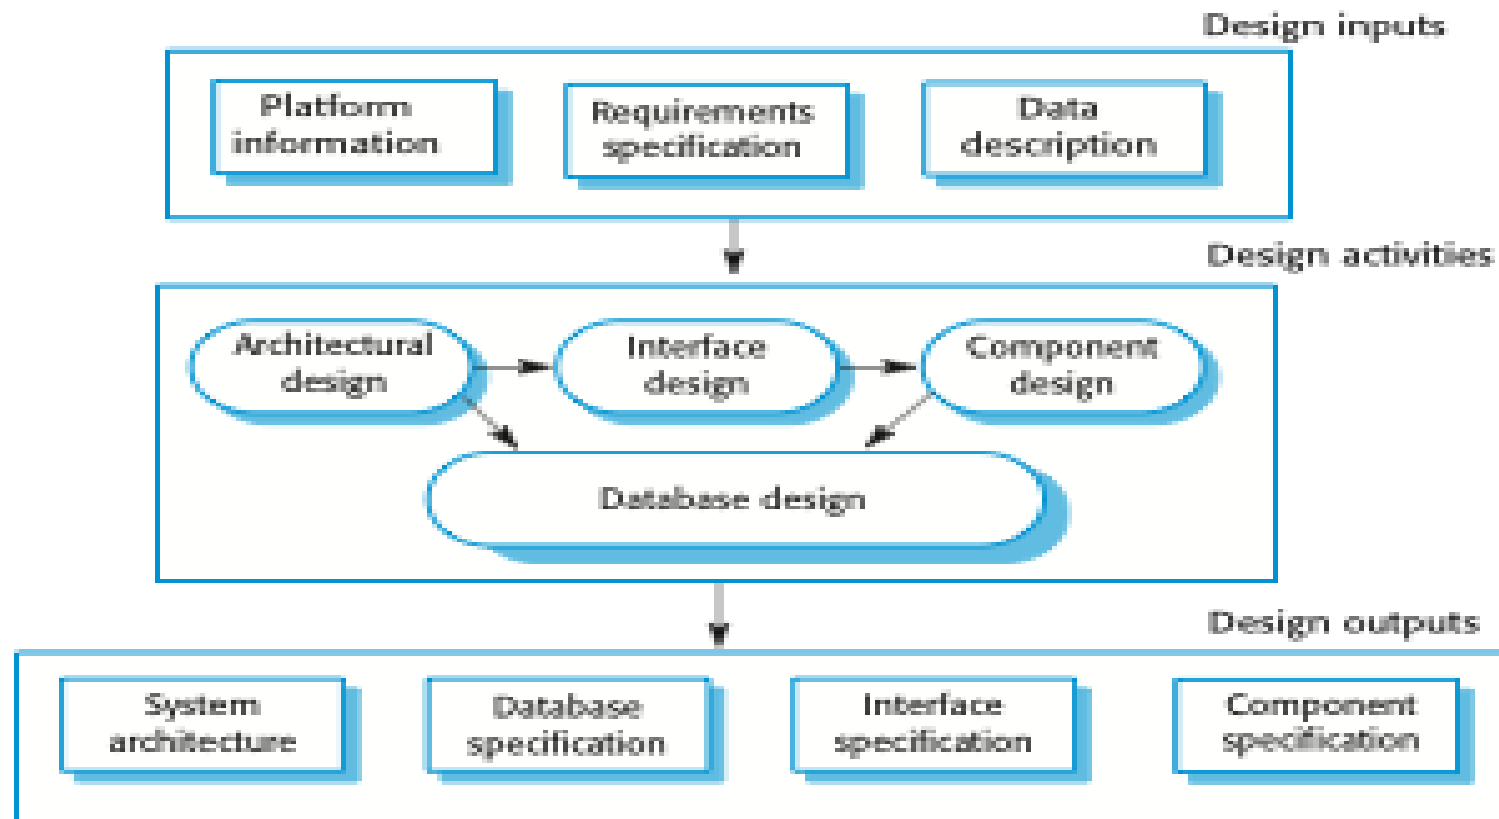 Design inputs
Platform
information
Requirements
specification
Data
description
Design activities
Architectural
design
Interface
design
Component
design
Database design
Design outputs
System
architecture
Database
specification
Interface
specification
Component
specification